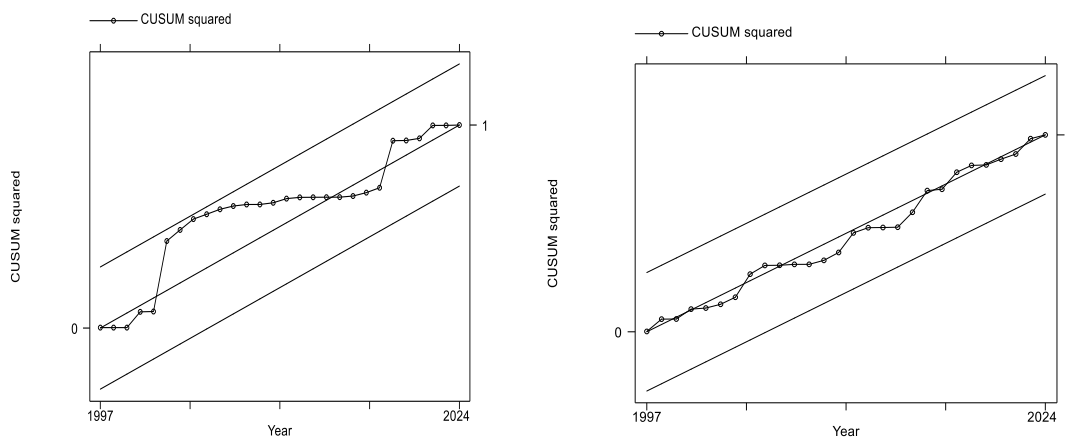 CUSUM squared
CUSUM squared
1
0
1997
2024
Year
CUSUM squared
CUSUM squared
0
1997
2024
Year